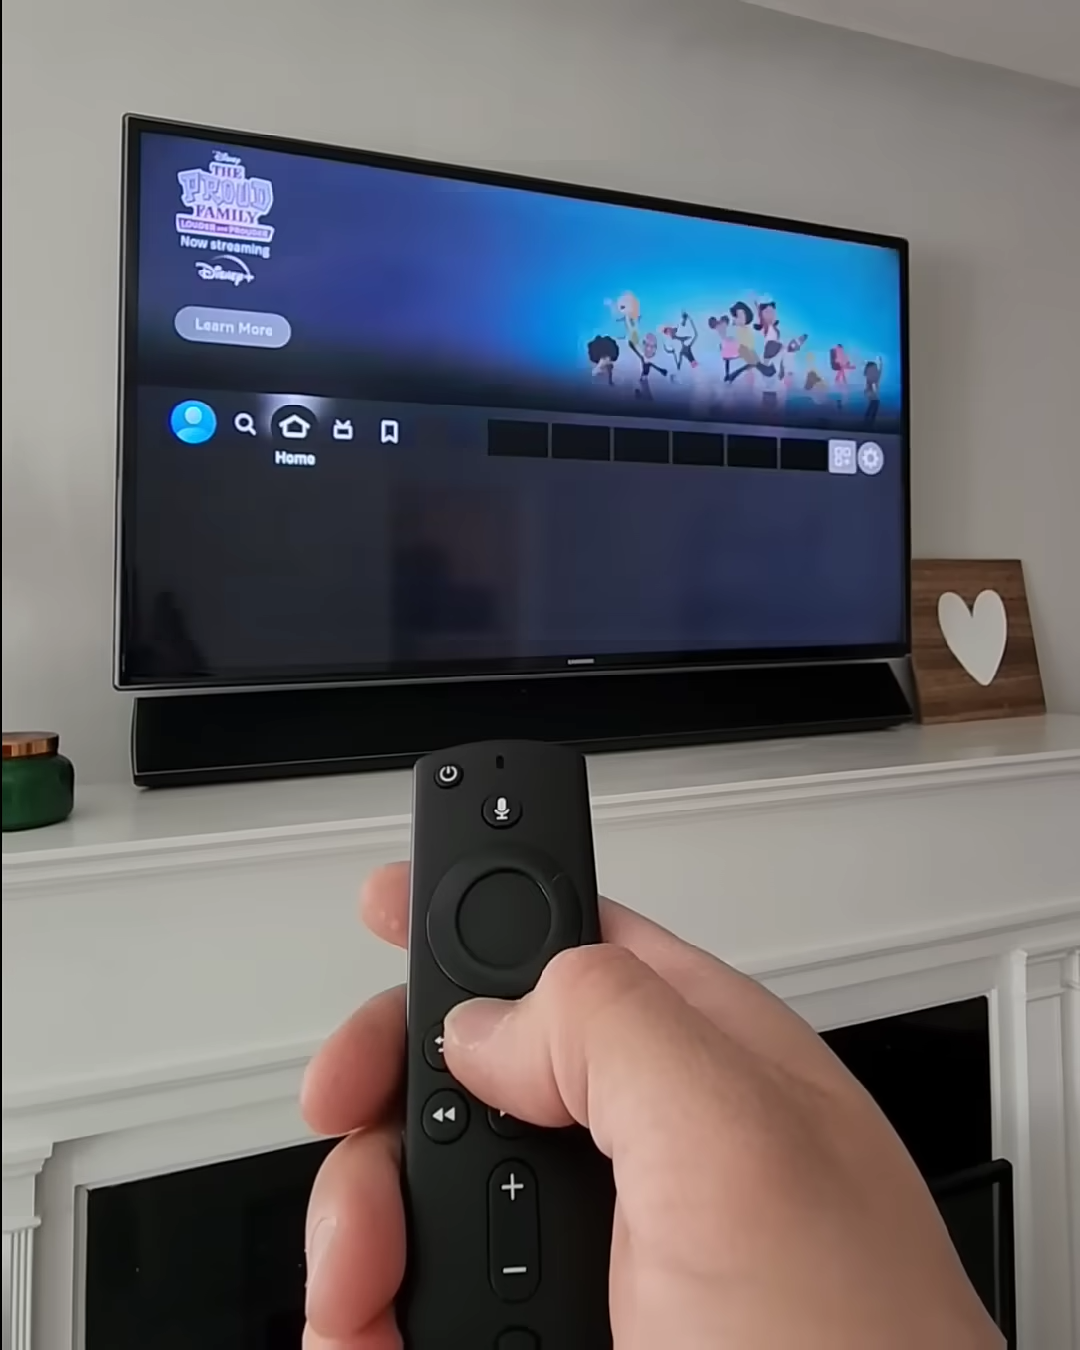 Disney
THE
PROUD
FAMILY
LOUDER AND PROUDER
Now streaming
Disney+
Learn More
Home